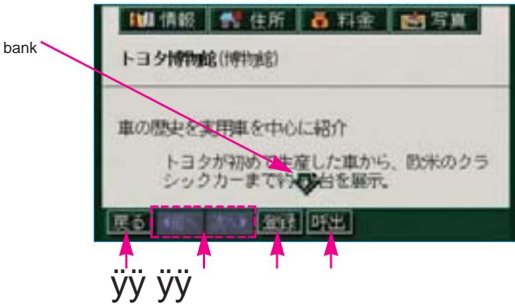 情報 住所 料金 写真
bank
トヨタ博物館(博物館)
車の歴史を実用車を中心に紹介
トヨタが初めて生産した車から、欧米のクラ
シックカーまで約 台を展示。
戻る 前へ 次へ 登録 呼出
ÿÿ ÿÿ